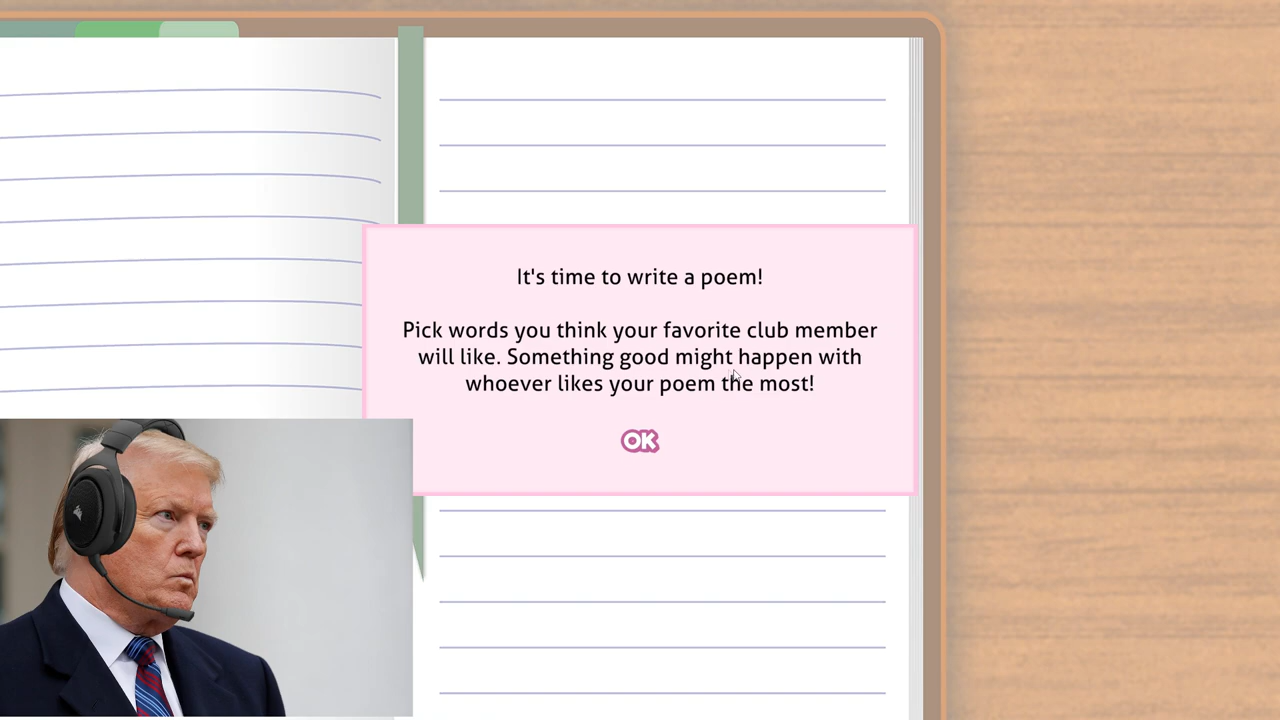 It's time to write a poem!
Pick words you think your favorite club member
will like. Something good might happen with
whoever likes your poem the most!
OK